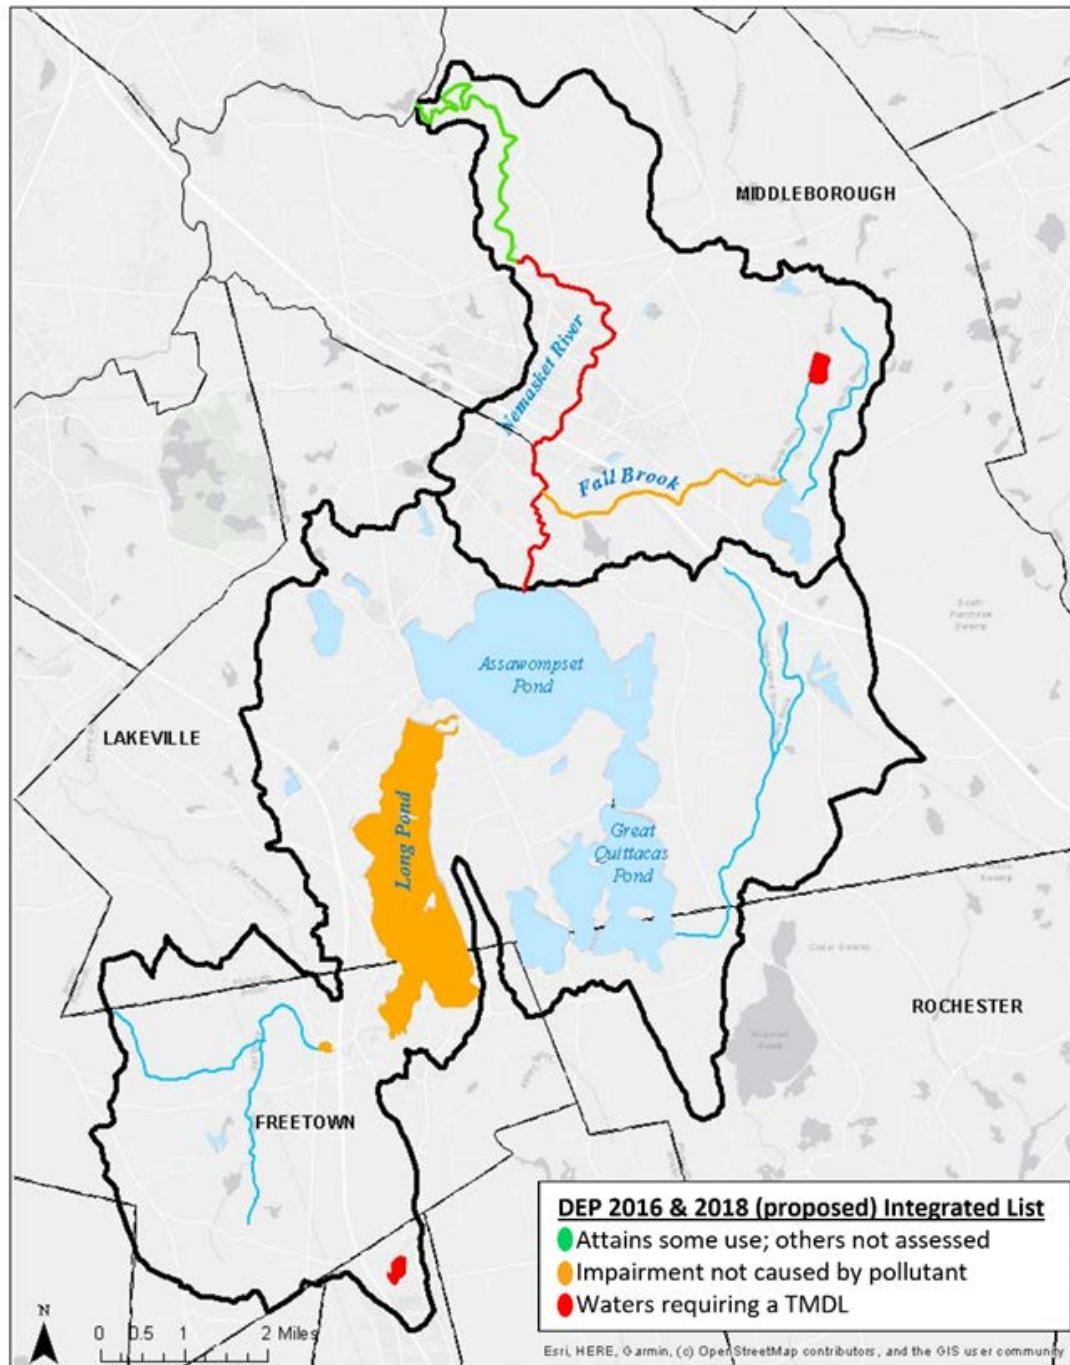 MIDDLEBOROUGH
Nemasket River
Fall Brook
Assawompset
Pond
LAKEVILLE
Long Pond
Great
Quittacas
Pond
ROCHESTER
FREETOWN
DEP 2016 & 2018 (proposed) Integrated List
Attains some use; others not assessed
Impairment not caused by pollutant
Waters requiring a TMDL
N
0 0.5 1 2 Miles
Esri, HERE, Garmin, (c) OpenStreetMap contributors, and the GIS user community